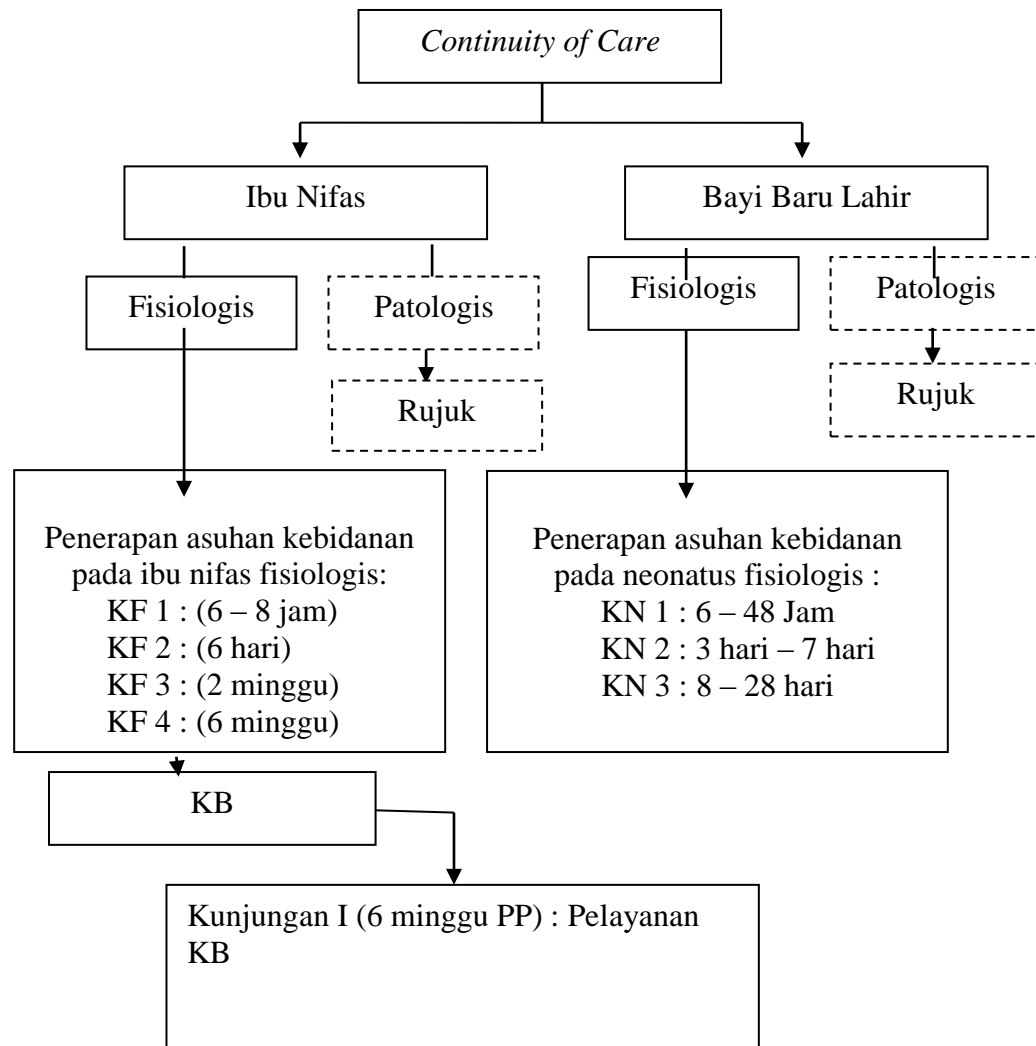 Continuity of Care
Ibu Nifas
Bayi Baru Lahir
Fisiologis
Patologis
Rujuk
Fisiologis
Patologis
Rujuk
Penerapan asuhan kebidanan
pada ibu nifas fisiologis:
KF 1 : (6 – 8 jam)
KF 2 : (6 hari)
KF 3 : (2 minggu)
KF 4 : (6 minggu)
Penerapan asuhan kebidanan
pada neonatus fisiologis :
KN 1 : 6 – 48 Jam
KN 2 : 3 hari – 7 hari
KN 3 : 8 – 28 hari
KB
Kunjungan I (6 minggu PP) : Pelayanan
KB